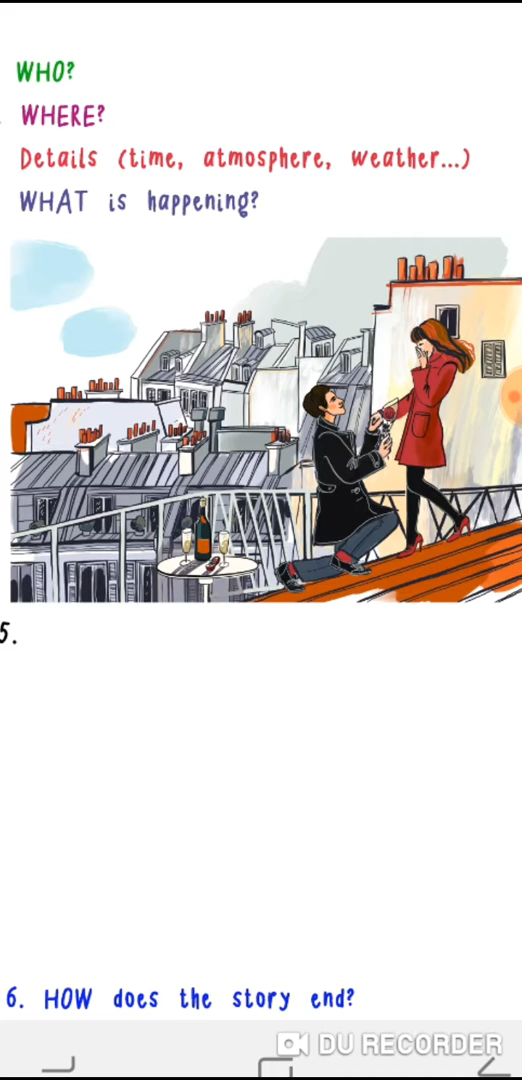 WHO?
WHERE?
Details (time, atmosphere, weather...)
WHAT is happening?
5.
6. HOW does the story end?
DU RECORDER